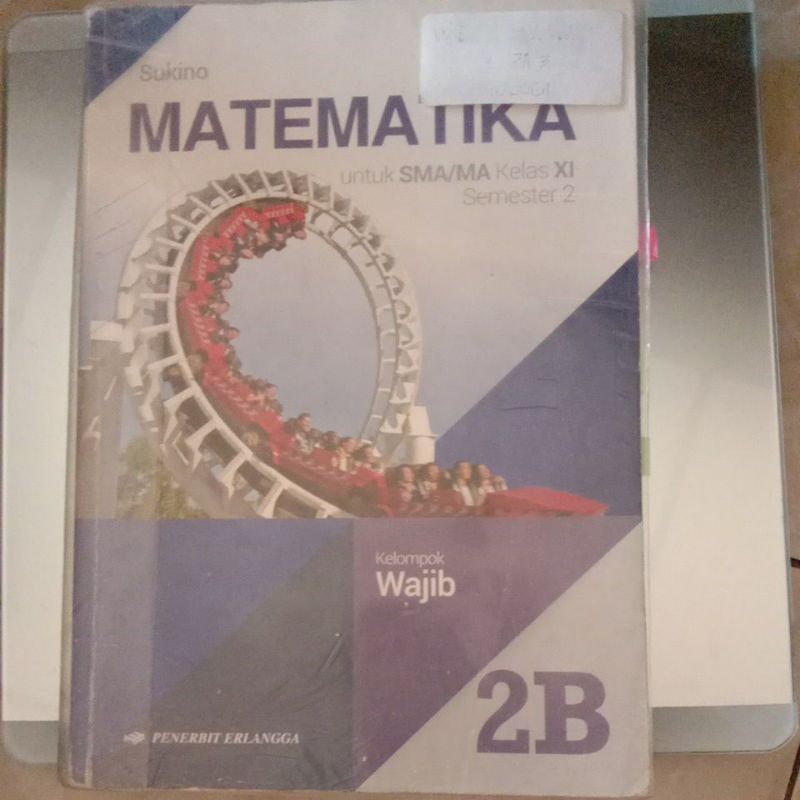 Sukino
MATEMATIKA
untuk SMA/MA Kelas XI
Semester 2
Kelompok
Wajib
2B
PENERBIT ERLANGGA